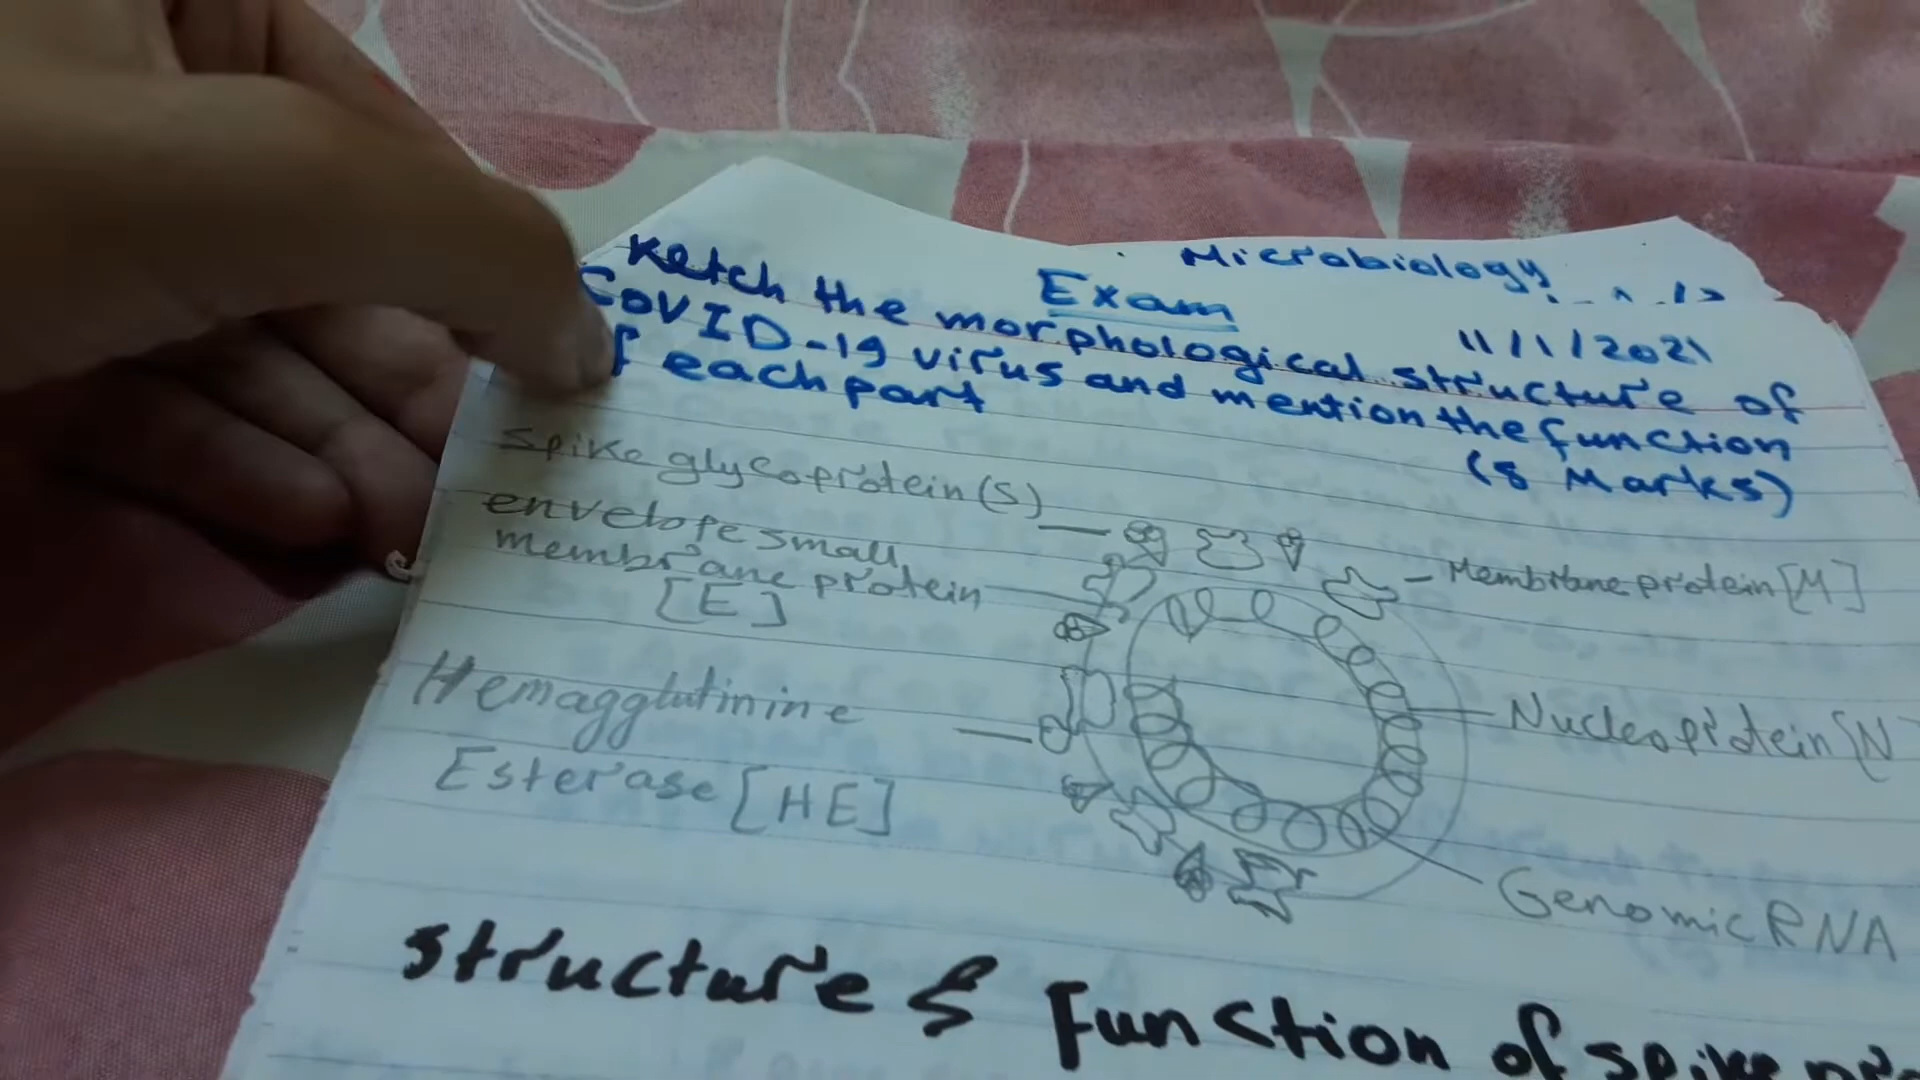 Microbiology
Exam
11/1/2021
ketch the morphological structure of
COVID-19 virus and mention the function
f each part
(8 Marks)
spike glycoprotein (S)
envelope small
membrane protein
[E]
Membrane protein [M]
Hemagglutinine
Esterase [HE]
Nucleoprotein [N
Genomic RNA
structure & Function of spike